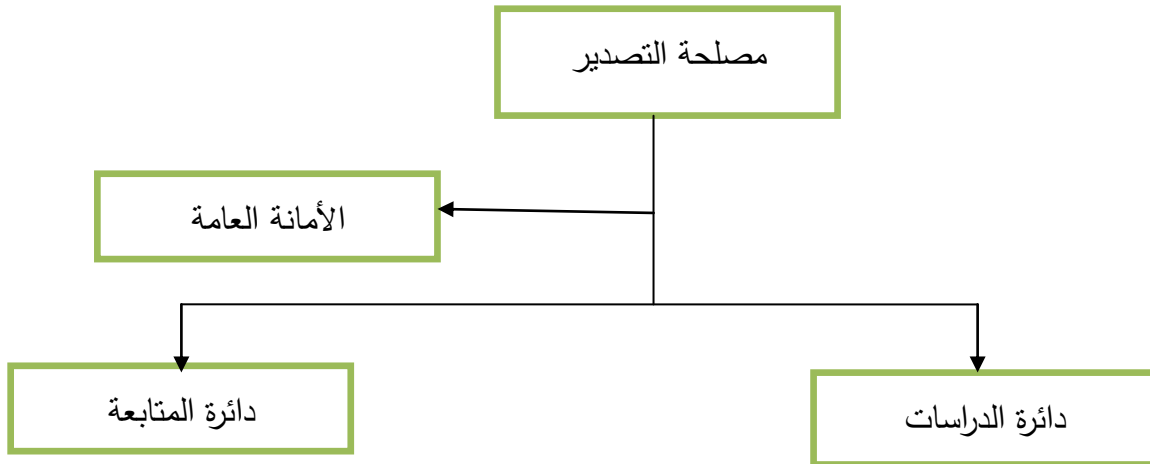 مصلحة التصدير
الأمانة العامة
دائرة الدراسات
دائرة المتابعة